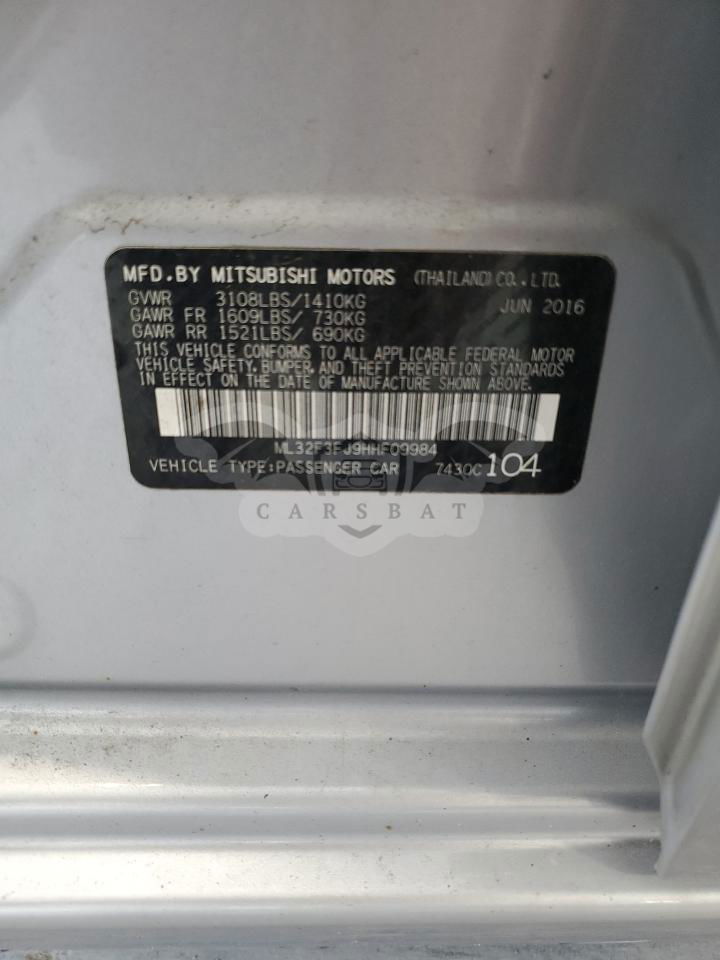 MFD.BY MITSUBISHI MOTORS (THAILAND) CO.,LTD.
GVWR 3108LBS/1410KG JUN 2016
GAWR FR 1609LBS/ 730KG
GAWR RR 1521LBS/ 690KG
THIS VEHICLE CONFORMS TO ALL APPLICABLE FEDERAL MOTOR
VEHICLE SAFETY, BUMPER, AND THEFT PREVENTION STANDARDS
IN EFFECT ON THE DATE OF MANUFACTURE SHOWN ABOVE.
ML32F3FJ9HHF09984
VEHICLE TYPE:PASSENGER CAR 7430C 104
CARSBAT